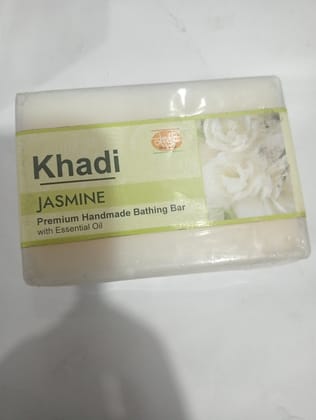 Khadi
JASMINE
Premium Handmade Bathing Bar
with Essential Oil